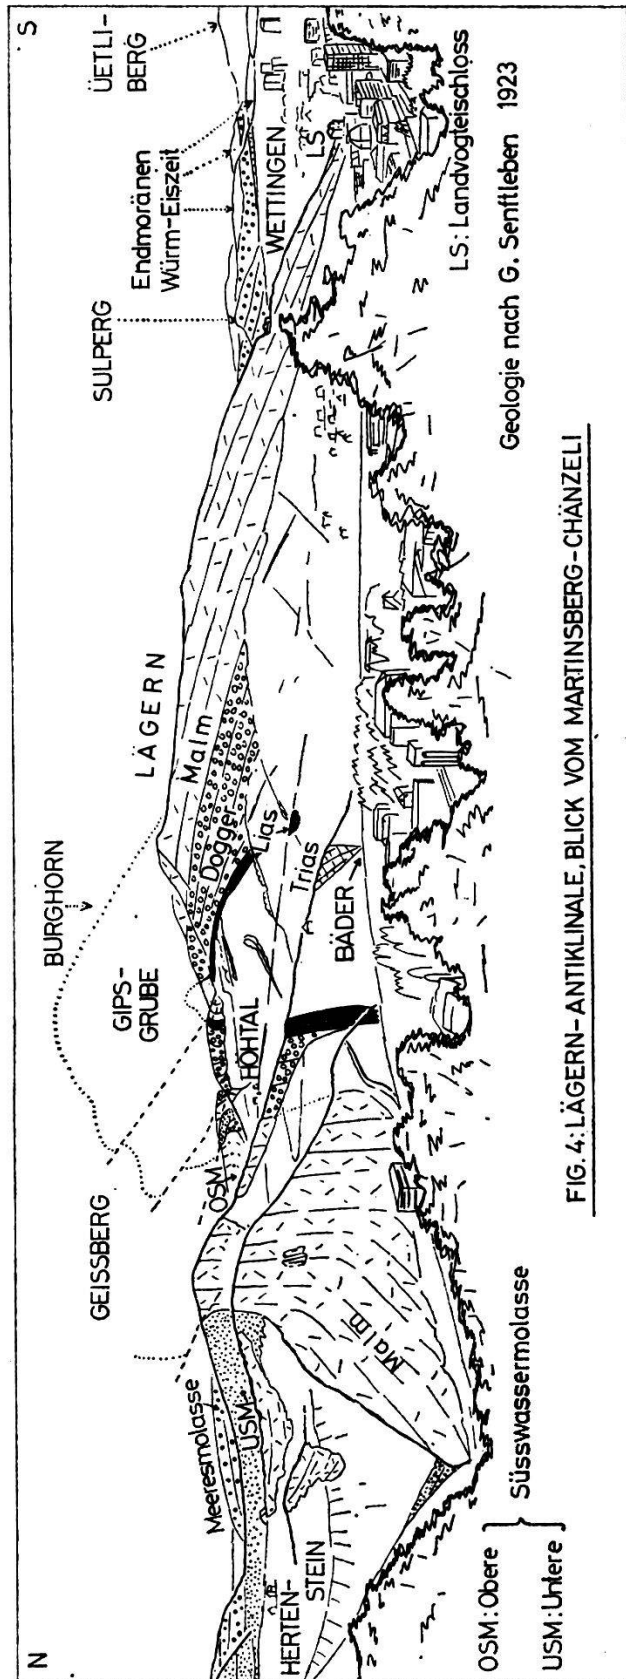 N
S
GEISSBERG
BURGHORN
GIPS-
GRUBE
LÄGERN
SULPERG
Endmoränen
Würm-Eiszeit
ÜETLI-
BERG
Meeresmolasse
USM
OSM
HÖHTAL
Malm
Dogger
Lias
Trias
WETTINGEN
LS
HERTEN-
STEIN
Malm
BÄDER
OSM: Obere
USM: Untere
Süsswassermolasse
LS: Landvogteischloss
Geologie nach G. Senftleben 1923
FIG. 4: LÄGERN-ANTIKLINALE, BLICK VOM MARTINSBERG-CHÄNZELI